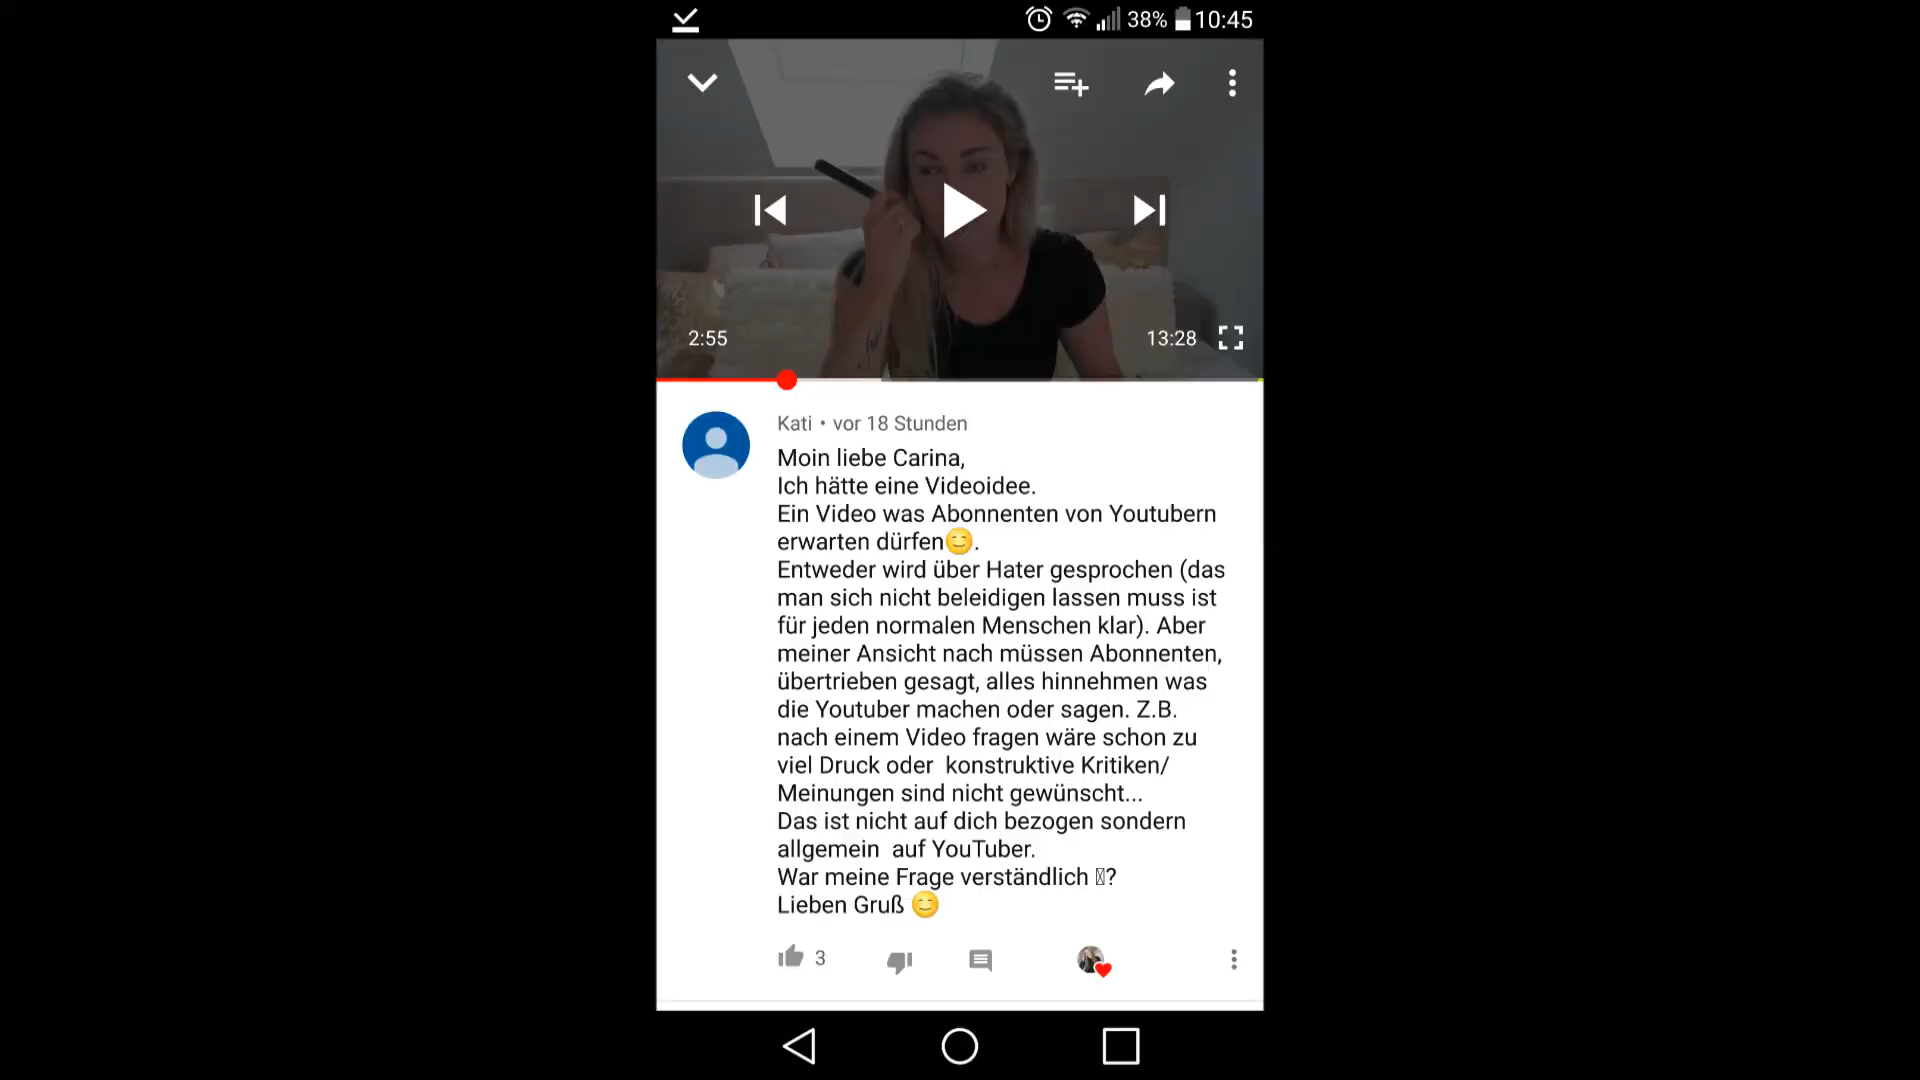 38% 10:45
2:55
13:28
Kati • vor 18 Stunden
Moin liebe Carina,
Ich hätte eine Videoidee.
Ein Video was Abonnenten von Youtubern
erwarten dürfen😊.
Entweder wird über Hater gesprochen (das
man sich nicht beleidigen lassen muss ist
für jeden normalen Menschen klar). Aber
meiner Ansicht nach müssen Abonnenten,
übertrieben gesagt, alles hinnehmen was
die Youtuber machen oder sagen. Z.B.
nach einem Video fragen wäre schon zu
viel Druck oder  konstruktive Kritiken/
Meinungen sind nicht gewünscht...
Das ist nicht auf dich bezogen sondern
allgemein  auf YouTuber.
War meine Frage verständlich ?
Lieben Gruß 😊
3